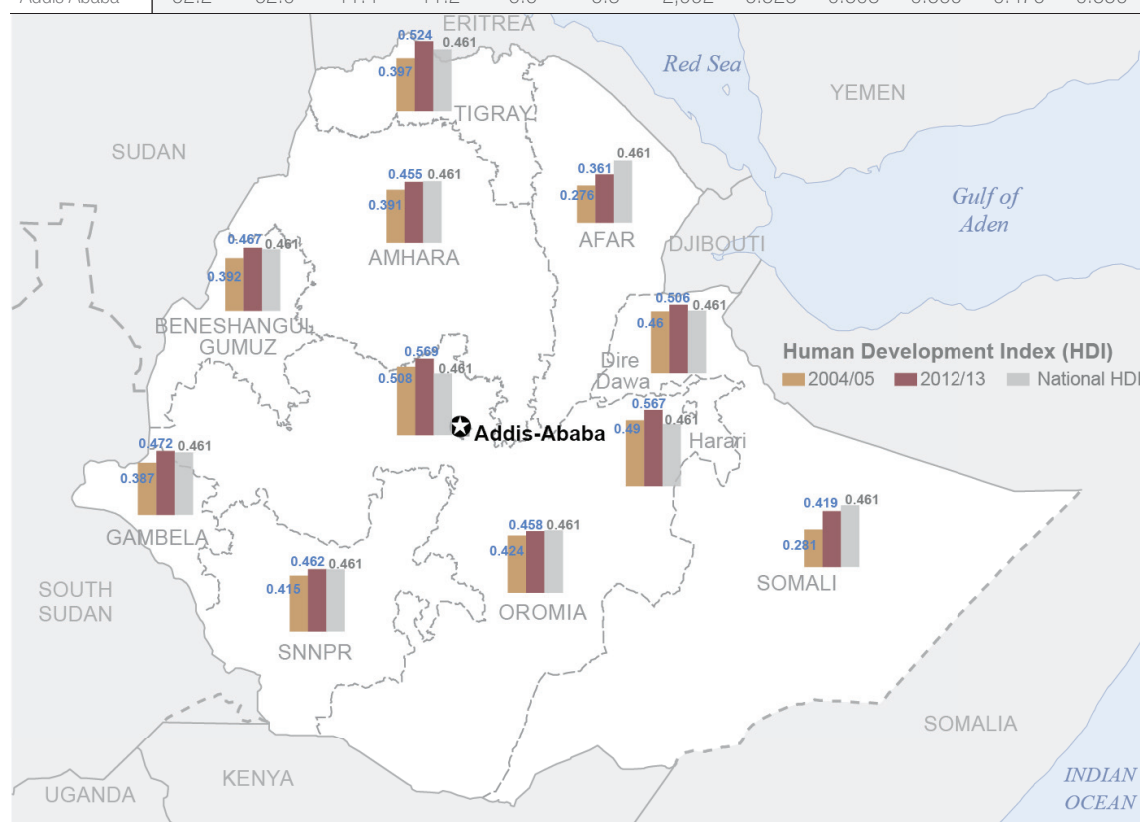 ERITREA
0.524
0.461
0.397
TIGRAY
Red Sea
YEMEN
SUDAN
0.455
0.461
0.391
AMHARA
0.361
0.461
0.276
AFAR
Gulf of
Aden
DJIBOUTI
0.467
0.461
0.392
BENESHANGUL
GUMUZ
0.506
0.461
0.46
Dire
Dawa
Human Development Index (HDI)
2004/05
2012/13
National HDI
0.569
0.508
0.461
Addis-Ababa
0.567
0.49
0.461
Harari
0.472
0.461
0.387
GAMBELA
0.419
0.461
0.281
SOMALI
0.458
0.461
0.424
OROMIA
0.462
0.461
0.415
SNNPR
SOUTH
SUDAN
SOMALIA
KENYA
UGANDA
INDIAN
OCEAN